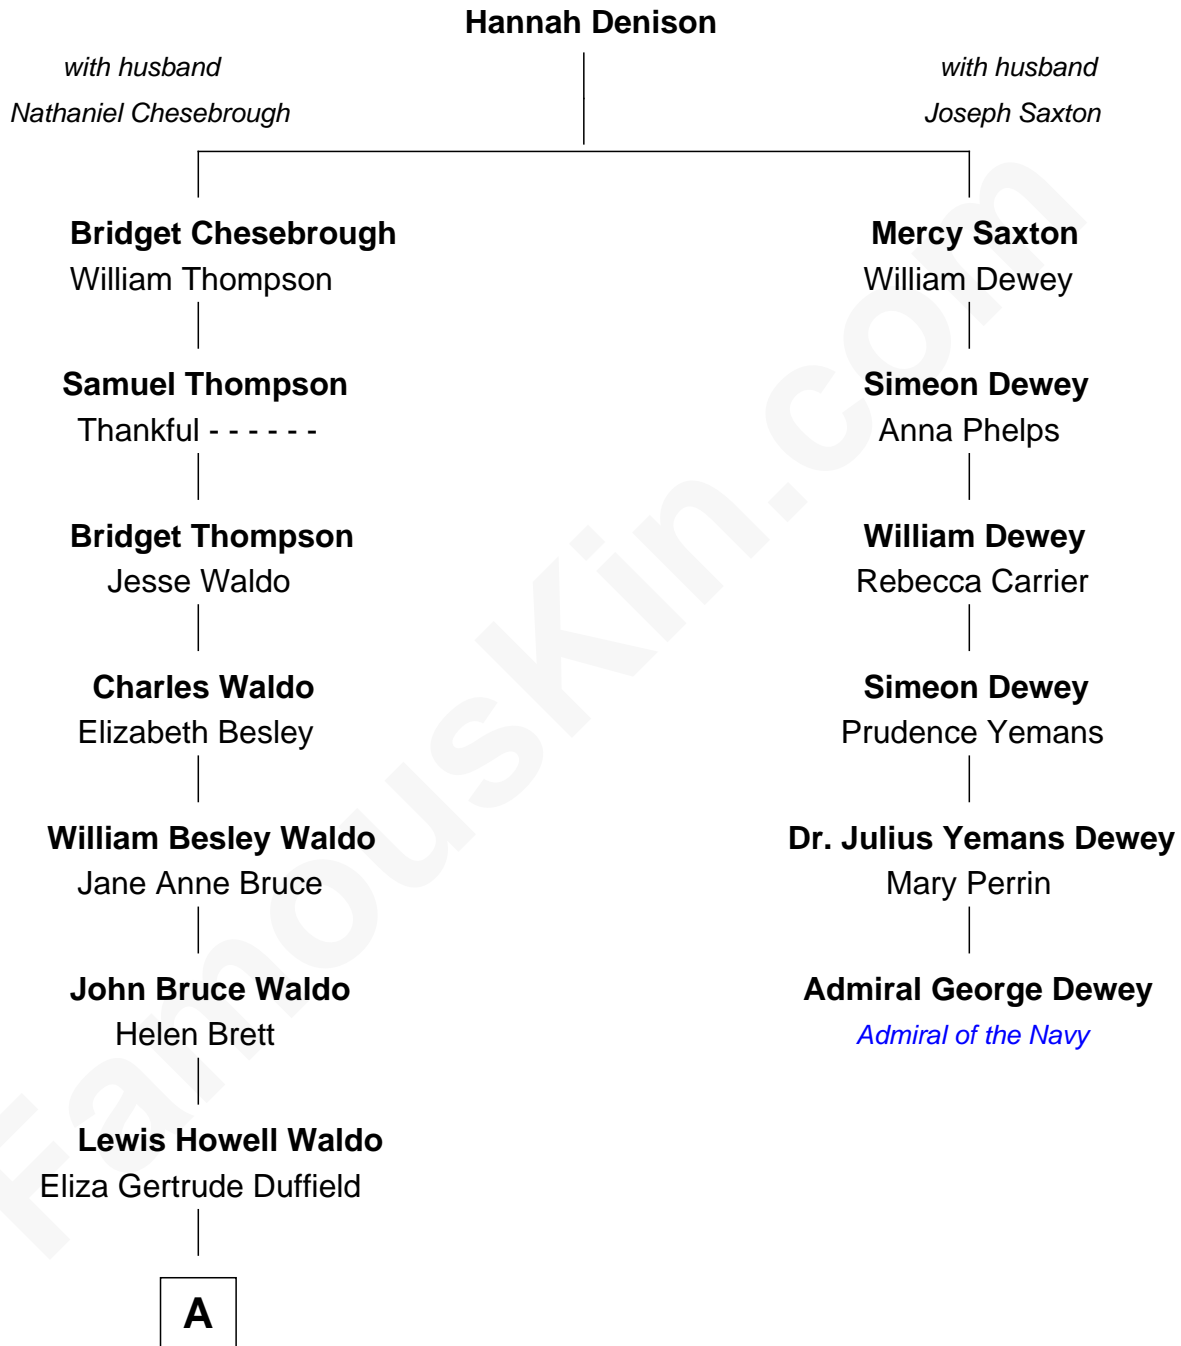 Hannah Denison
with husband
Nathaniel Chesebrough
with husband
Joseph Saxton
Bridget Chesebrough
William Thompson
Mercy Saxton
William Dewey
Samuel Thompson
Thankful - - - - - -
Simeon Dewey
Anna Phelps
Bridget Thompson
Jesse Waldo
William Dewey
Rebecca Carrier
Charles Waldo
Elizabeth Besley
Simeon Dewey
Prudence Yemans
William Besley Waldo
Jane Anne Bruce
Dr. Julius Yemans Dewey
Mary Perrin
John Bruce Waldo
Helen Brett
Admiral George Dewey
Admiral of the Navy
Lewis Howell Waldo
Eliza Gertrude Duffield
A
FamousKin.com